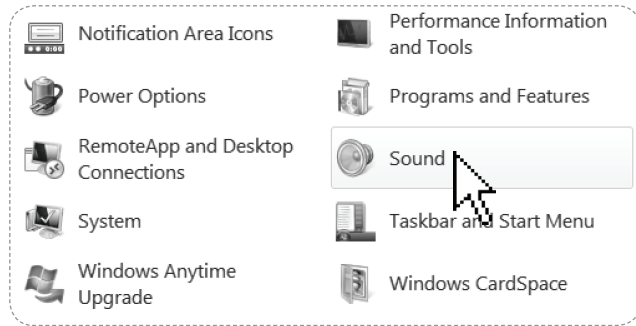 Notification Area Icons
Performance Information
and Tools
Power Options
Programs and Features
RemoteApp and Desktop
Connections
Sound
System
Taskbar and Start Menu
Windows Anytime
Upgrade
Windows CardSpace